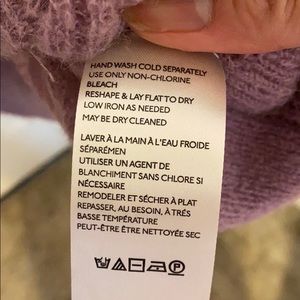 HAND WASH COLD SEPARATELY
USE ONLY NON-CHLORINE
BLEACH
RESHAPE & LAY FLAT TO DRY
LOW IRON AS NEEDED
MAY BE DRY CLEANED
LAVER À LA MAIN À L'EAU FROIDE
SÉPARÉMEN
UTILISER UN AGENT DE
BLANCHIMENT SANS CHLORE SI
NÉCESSAIRE
REMODELER ET SÉCHER À PLAT
REPASSER, AU BESOIN, À TRÉS
BASSE TEMPÉRATURE
PEUT-ÊTRE ÊTRE NETTOYÉE SEC